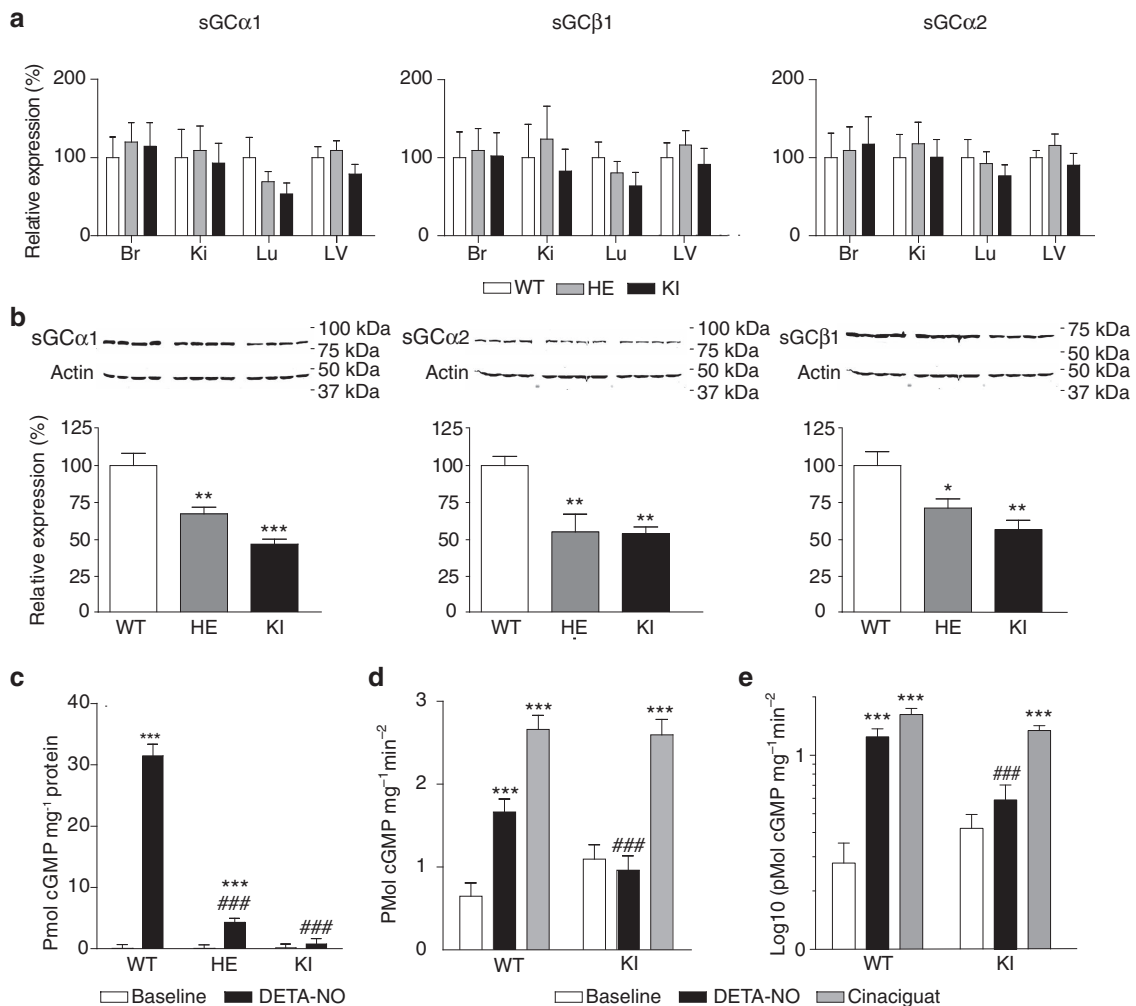 a
sGCα1
sGCβ1
sGCα2
Relative expression (%)
200
100
0
Br Ki Lu LV
200
100
0
Br Ki Lu LV
200
100
0
Br Ki Lu LV
WT HE KI
b
sGCα1
Actin
- 100 kDa
- 75 kDa
- 50 kDa
- 37 kDa
sGCα2
Actin
- 100 kDa
- 75 kDa
- 50 kDa
- 37 kDa
sGCβ1
Actin
- 75 kDa
- 50 kDa
- 50 kDa
- 37 kDa
Relative expression (%)
125
100
75
50
25
0
**
***
WT HE KI
125
100
75
50
25
0
**
**
WT HE KI
125
100
75
50
25
0
*
**
WT HE KI
c
Pmol cGMP mg⁻¹ protein
40
30
20
10
0
***
***
###
###
WT HE KI
Baseline DETA-NO
d
PMol cGMP mg⁻¹min⁻²
3
2
1
0
***
***
###
***
WT KI
e
Log10 (pMol cGMP mg⁻¹min⁻²
1
0
***
***
###
***
WT KI
Baseline DETA-NO Cinaciguat